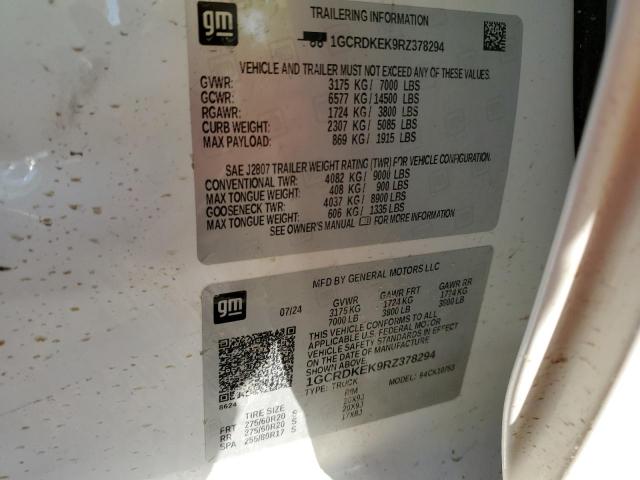 gm
TRAILERING INFORMATION
1GCRDKEK9RZ378294
VEHICLE AND TRAILER MUST NOT EXCEED ANY OF THESE VALUES.
GVWR: 3175 KG / 7000 LBS
GCWR: 6577 KG / 14500 LBS
RGAWR: 1724 KG / 3800 LBS
CURB WEIGHT: 2307 KG / 5085 LBS
MAX PAYLOAD: 869 KG / 1915 LBS
SAE J2807 TRAILER WEIGHT RATING (TWR) FOR VEHICLE CONFIGURATION.
CONVENTIONAL TWR: 4082 KG / 9000 LBS
MAX TONGUE WEIGHT: 408 KG / 900 LBS
GOOSENECK TWR: 4037 KG / 8900 LBS
MAX TONGUE WEIGHT: 606 KG / 1335 LBS
SEE OWNER'S MANUAL FOR MORE INFORMATION
gm
07/24
MFD BY GENERAL MOTORS LLC
GVWR GAWR FRT GAWR RR
3175 KG 1724 KG 1724 KG
7000 LB 3800 LB 3800 LB
THIS VEHICLE CONFORMS TO ALL
APPLICABLE U.S. FEDERAL MOTOR
VEHICLE SAFETY STANDARDS IN EFFECT
ON THE DATE OF MANUFACTURE
SHOWN ABOVE.
1GCRDKEK9RZ378294
TYPE: TRUCK MODEL:
8624
TIRE SIZE RIM
FRT 275/60R20 S 20X9J
RR 275/60R20 S 20X9J
SPA 255/80R17 S 17X8J